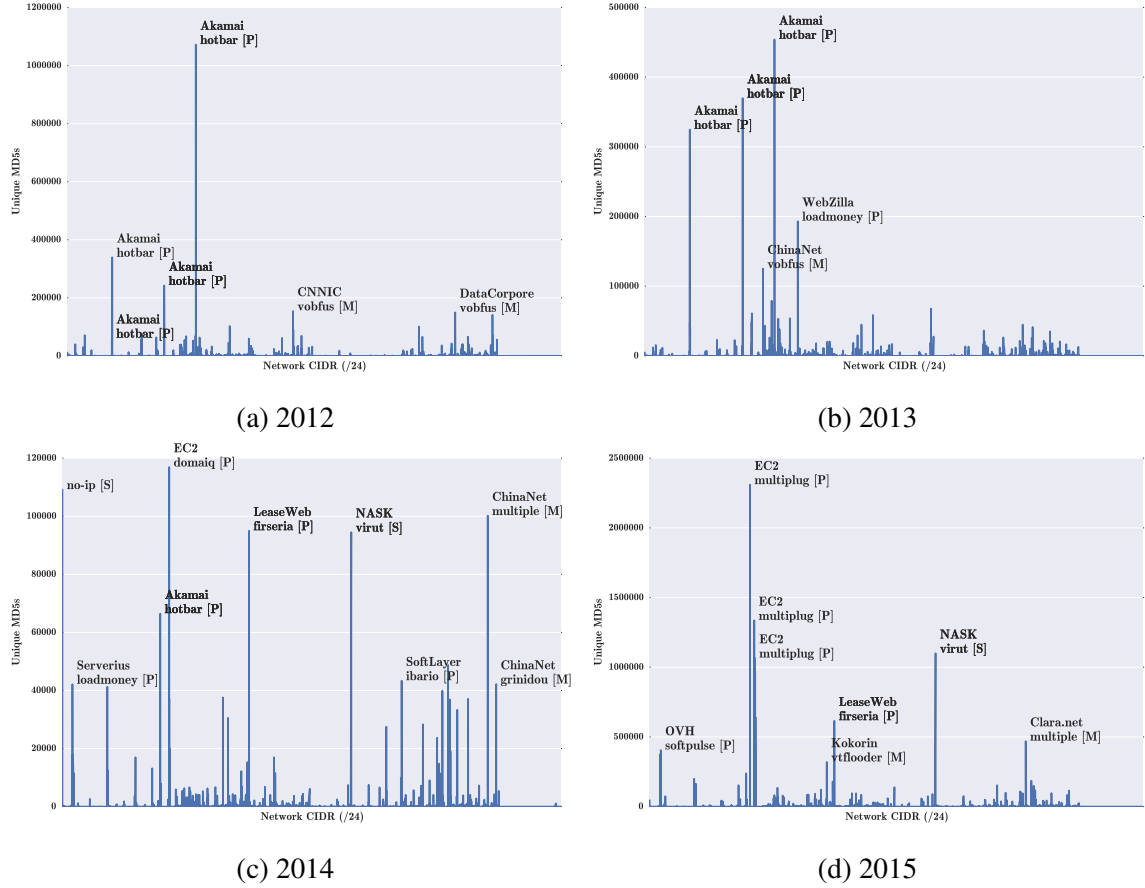 1200000
1000000
800000
600000
400000
200000
0
Unique MD5s
Akamai
hotbar [P]
Akamai
hotbar [P]
Akamai
hotbar [P]
Akamai
hotbar [P]
CNNIC
vobfus [M]
DataCorpore
vobfus [M]
Network CIDR (/24)
(a) 2012
500000
400000
300000
200000
100000
0
Unique MD5s
Akamai
hotbar [P]
Akamai
hotbar [P]
Akamai
hotbar [P]
WebZilla
loadmoney [P]
ChinaNet
vobfus [M]
Network CIDR (/24)
(b) 2013
120000
100000
80000
60000
40000
20000
0
Unique MD5s
EC2
domaiq [P]
no-ip [S]
LeaseWeb
firseria [P]
NASK
virut [S]
ChinaNet
multiple [M]
Akamai
hotbar [P]
Serverius
loadmoney [P]
SoftLayer
ibario [P]
ChinaNet
grinidou [M]
Network CIDR (/24)
(c) 2014
2500000
2000000
1500000
1000000
500000
0
Unique MD5s
EC2
multiplug [P]
EC2
multiplug [P]
EC2
multiplug [P]
NASK
virut [S]
LeaseWeb
firseria [P]
OVH
softpulse [P]
Kokorin
vtflooder [M]
Clara.net
multiple [M]
Network CIDR (/24)
(d) 2015